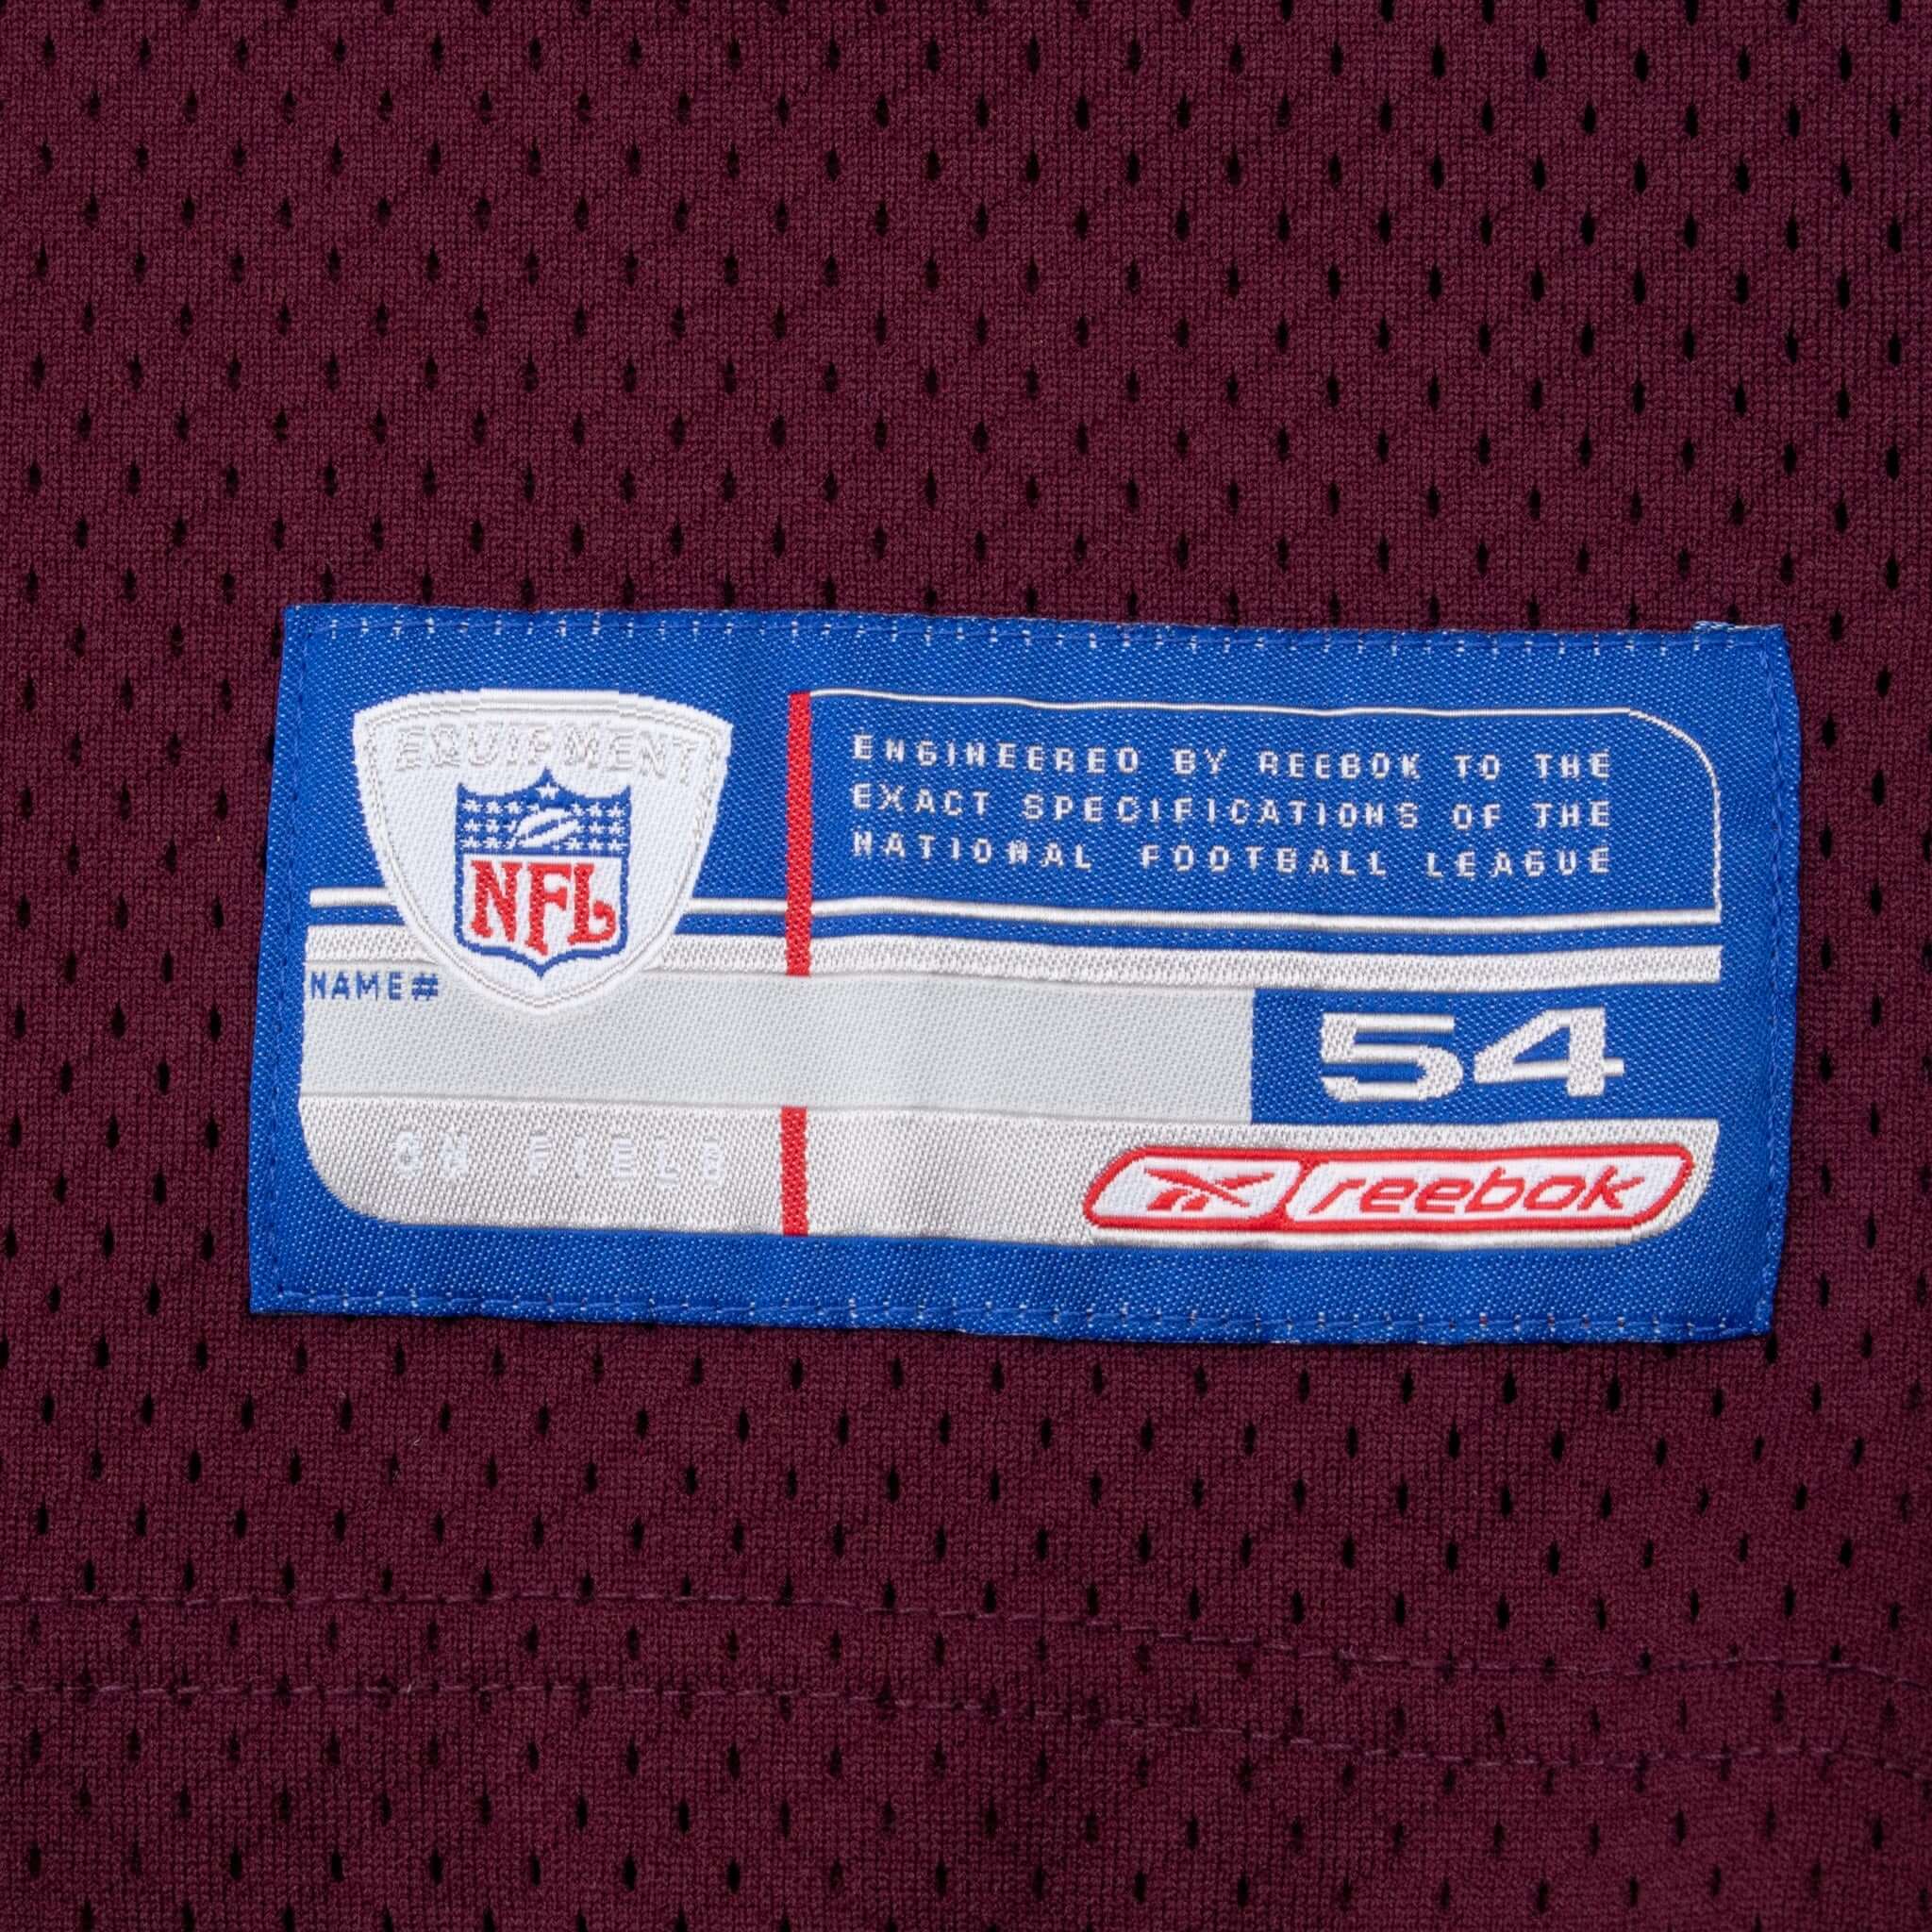 EQUIPMENT
NFL
ENGINEERED BY REEBOK TO THE
EXACT SPECIFICATIONS OF THE
NATIONAL FOOTBALL LEAGUE
NAME#
54
ON FIELD
reebok